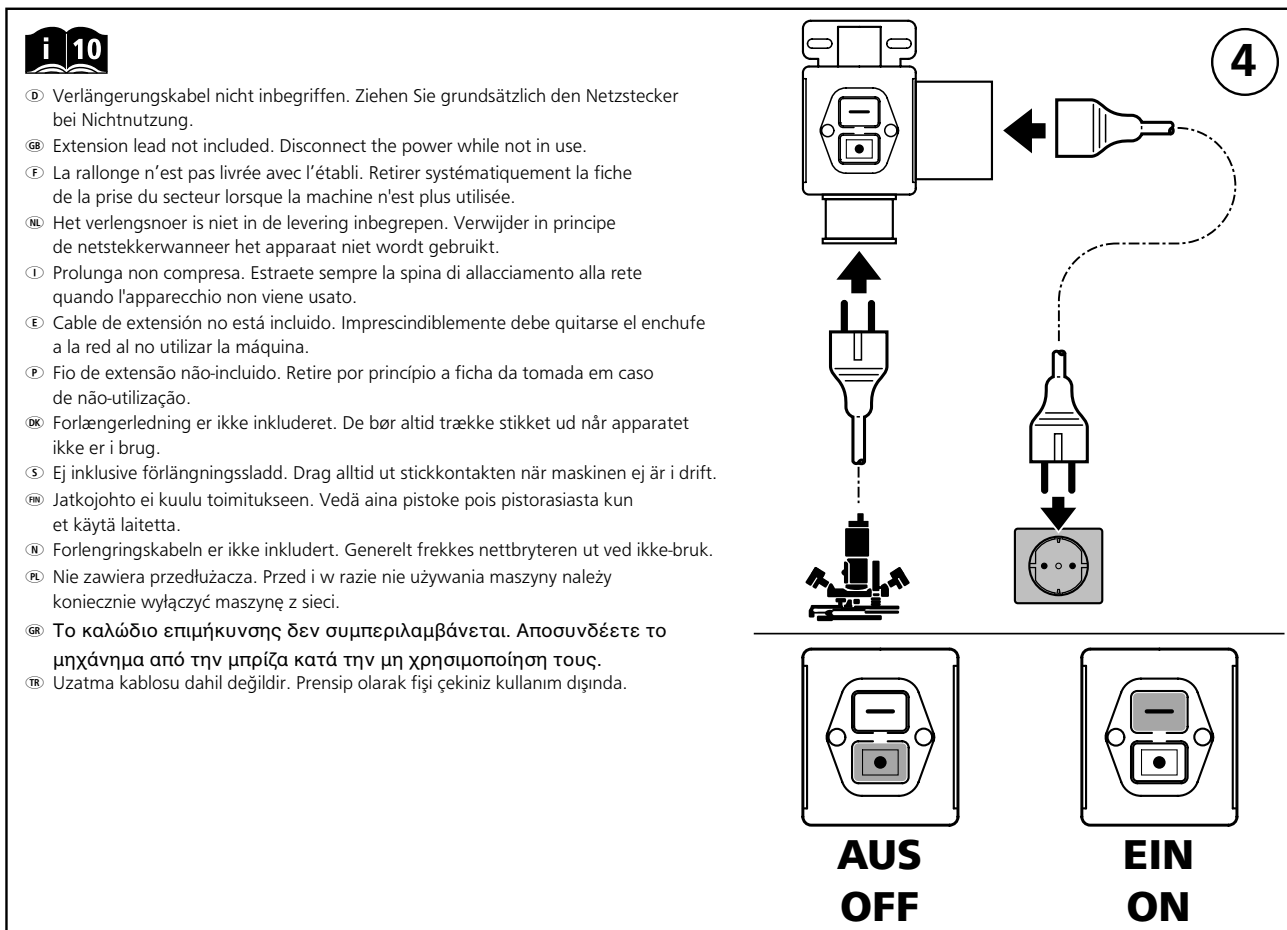 i 10
4
D Verlängerungskabel nicht inbegriffen. Ziehen Sie grundsätzlich den Netzstecker
bei Nichtnutzung.
GB Extension lead not included. Disconnect the power while not in use.
F La rallonge n’est pas livrée avec l’établi. Retirer systématiquement la fiche
de la prise du secteur lorsque la machine n'est plus utilisée.
NL Het verlengsnoer is niet in de levering inbegrepen. Verwijder in principe
de netstekkerwanneer het apparaat niet wordt gebruikt.
I Prolunga non compresa. Estraete sempre la spina di allacciamento alla rete
quando l'apparecchio non viene usato.
E Cable de extensión no está incluido. Imprescindiblemente debe quitarse el enchufe
a la red al no utilizar la máquina.
P Fio de extensão não-incluido. Retire por princípio a ficha da tomada em caso
de não-utilização.
DK Forlængerledning er ikke inkluderet. De bør altid trække stikket ud når apparatet
ikke er i brug.
S Ej inklusive förlängningssladd. Drag alltid ut stickkontakten när maskinen ej är i drift.
FIN Jatkojohto ei kuulu toimitukseen. Vedä aina pistoke pois pistorasiasta kun
et käytä laitetta.
N Forlengringskabeln er ikke inkludert. Generelt frekkes nettbryteren ut ved ikke-bruk.
PL Nie zawiera przedłużacza. Przed i w razie nie używania maszyny należy
koniecznie wyłączyć maszynę z sieci.
GR Το καλώδιο επιμήκυνσης δεν συμπεριλαμβάνεται. Αποσυνδέετε το
μηχάνημα από την μπρίζα κατά την μη χρησιμοποίηση τους.
TR Uzatma kablosu dahil değildir. Prensip olarak fişi çekiniz kullanım dışında.
AUS
OFF
EIN
ON